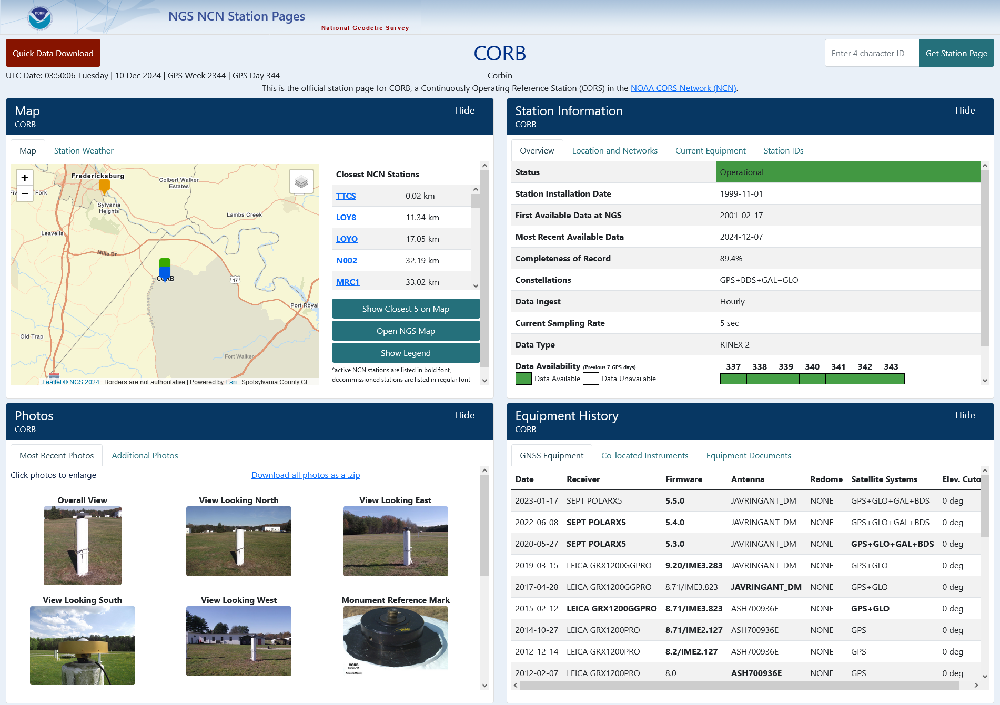 NOAA
NGS NCN Station Pages
National Geodetic Survey
Quick Data Download
CORB
Enter 4 character ID
Get Station Page
UTC Date: 03:50:06 Tuesday | 10 Dec 2024 | GPS Week 2344 | GPS Day 344
Corbin
This is the official station page for CORB, a Continuously Operating Reference Station (CORS) in the NOAA CORS Network (NCN).
Map
Hide
CORB
Map
Station Weather
+
−
Fredericksburg
Colbert Walker
Estates
Fork
Sylvania
Heights
Lambs Creek
Leavells
Mills Dr
CORB
17
Fredericksburg Tpke
Port Royal
Old Trap
Fort Walker
Leaflet © NGS 2024 | Borders are not authoritative | Powered by Esri | Spotsylvania County GI...
Closest NCN Stations
TTCS 0.02 km
LOY8 11.34 km
LOYO 17.05 km
N002 32.19 km
MRC1 33.02 km
Show Closest 5 on Map
Open NGS Map
Show Legend
*active NCN stations are listed in bold font,
decommissioned stations are listed in regular font
Station Information
Hide
CORB
Overview
Location and Networks
Current Equipment
Station IDs
Status Operational
Station Installation Date 1999-11-01
First Available Data at NGS 2001-02-17
Most Recent Available Data 2024-12-07
Completeness of Record 89.4%
Constellations GPS+BDS+GAL+GLO
Data Ingest Hourly
Current Sampling Rate 5 sec
Data Type RINEX 2
Data Availability (Previous 7 GPS days) 337 338 339 340 341 342 343
Data Available Data Unavailable
Photos
Hide
CORB
Most Recent Photos
Additional Photos
Click photos to enlarge
Download all photos as a .zip
Overall View
View Looking North
View Looking East
View Looking South
View Looking West
Monument Reference Mark
CORB
Corbin, VA
Antenna Mount
Equipment History
Hide
CORB
GNSS Equipment
Co-located Instruments
Equipment Documents
Date Receiver Firmware Antenna Radome Satellite Systems Elev. Cuto
2023-01-17 SEPT POLARX5 5.5.0 JAVRINGANT_DM NONE GPS+GLO+GAL+BDS 0 deg
2022-06-08 SEPT POLARX5 5.4.0 JAVRINGANT_DM NONE GPS+GLO+GAL+BDS 0 deg
2020-05-27 SEPT POLARX5 5.3.0 JAVRINGANT_DM NONE GPS+GLO+GAL+BDS 0 deg
2019-03-15 LEICA GRX1200GGPRO 9.20/IME3.283 JAVRINGANT_DM NONE GPS+GLO 0 deg
2017-04-28 LEICA GRX1200GGPRO 8.71/IME3.823 JAVRINGANT_DM NONE GPS+GLO 0 deg
2015-02-12 LEICA GRX1200GGPRO 8.71/IME3.823 ASH700936E NONE GPS+GLO 0 deg
2014-10-27 LEICA GRX1200PRO 8.71/IME2.127 ASH700936E NONE GPS 0 deg
2012-12-14 LEICA GRX1200PRO 8.2/IME2.127 ASH700936E NONE GPS 0 deg
2012-02-07 LEICA GRX1200PRO 8.0 ASH700936E NONE GPS 0 deg